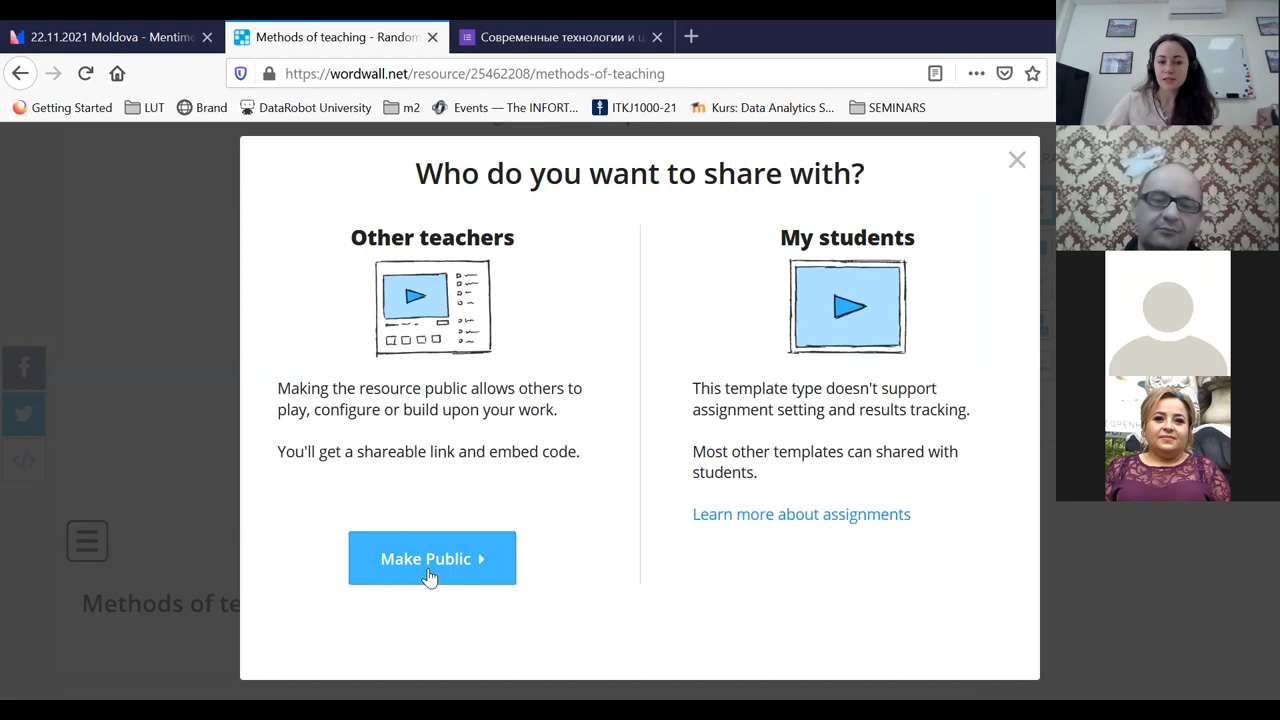 22.11.2021 Moldova - Mentime
Methods of teaching - Random
Современные технологии и ц
https://wordwall.net/resource/25462208/methods-of-teaching
Getting Started
LUT
Brand
DataRobot University
m2
Events — The INFORT...
ITKJ1000-21
Kurs: Data Analytics S...
SEMINARS
Who do you want to share with?
Other teachers
Making the resource public allows others to
play, configure or build upon your work.
You'll get a shareable link and embed code.
Make Public
My students
This template type doesn't support
assignment setting and results tracking.
Most other templates can shared with
students.
Learn more about assignments
Methods of te
COPENH